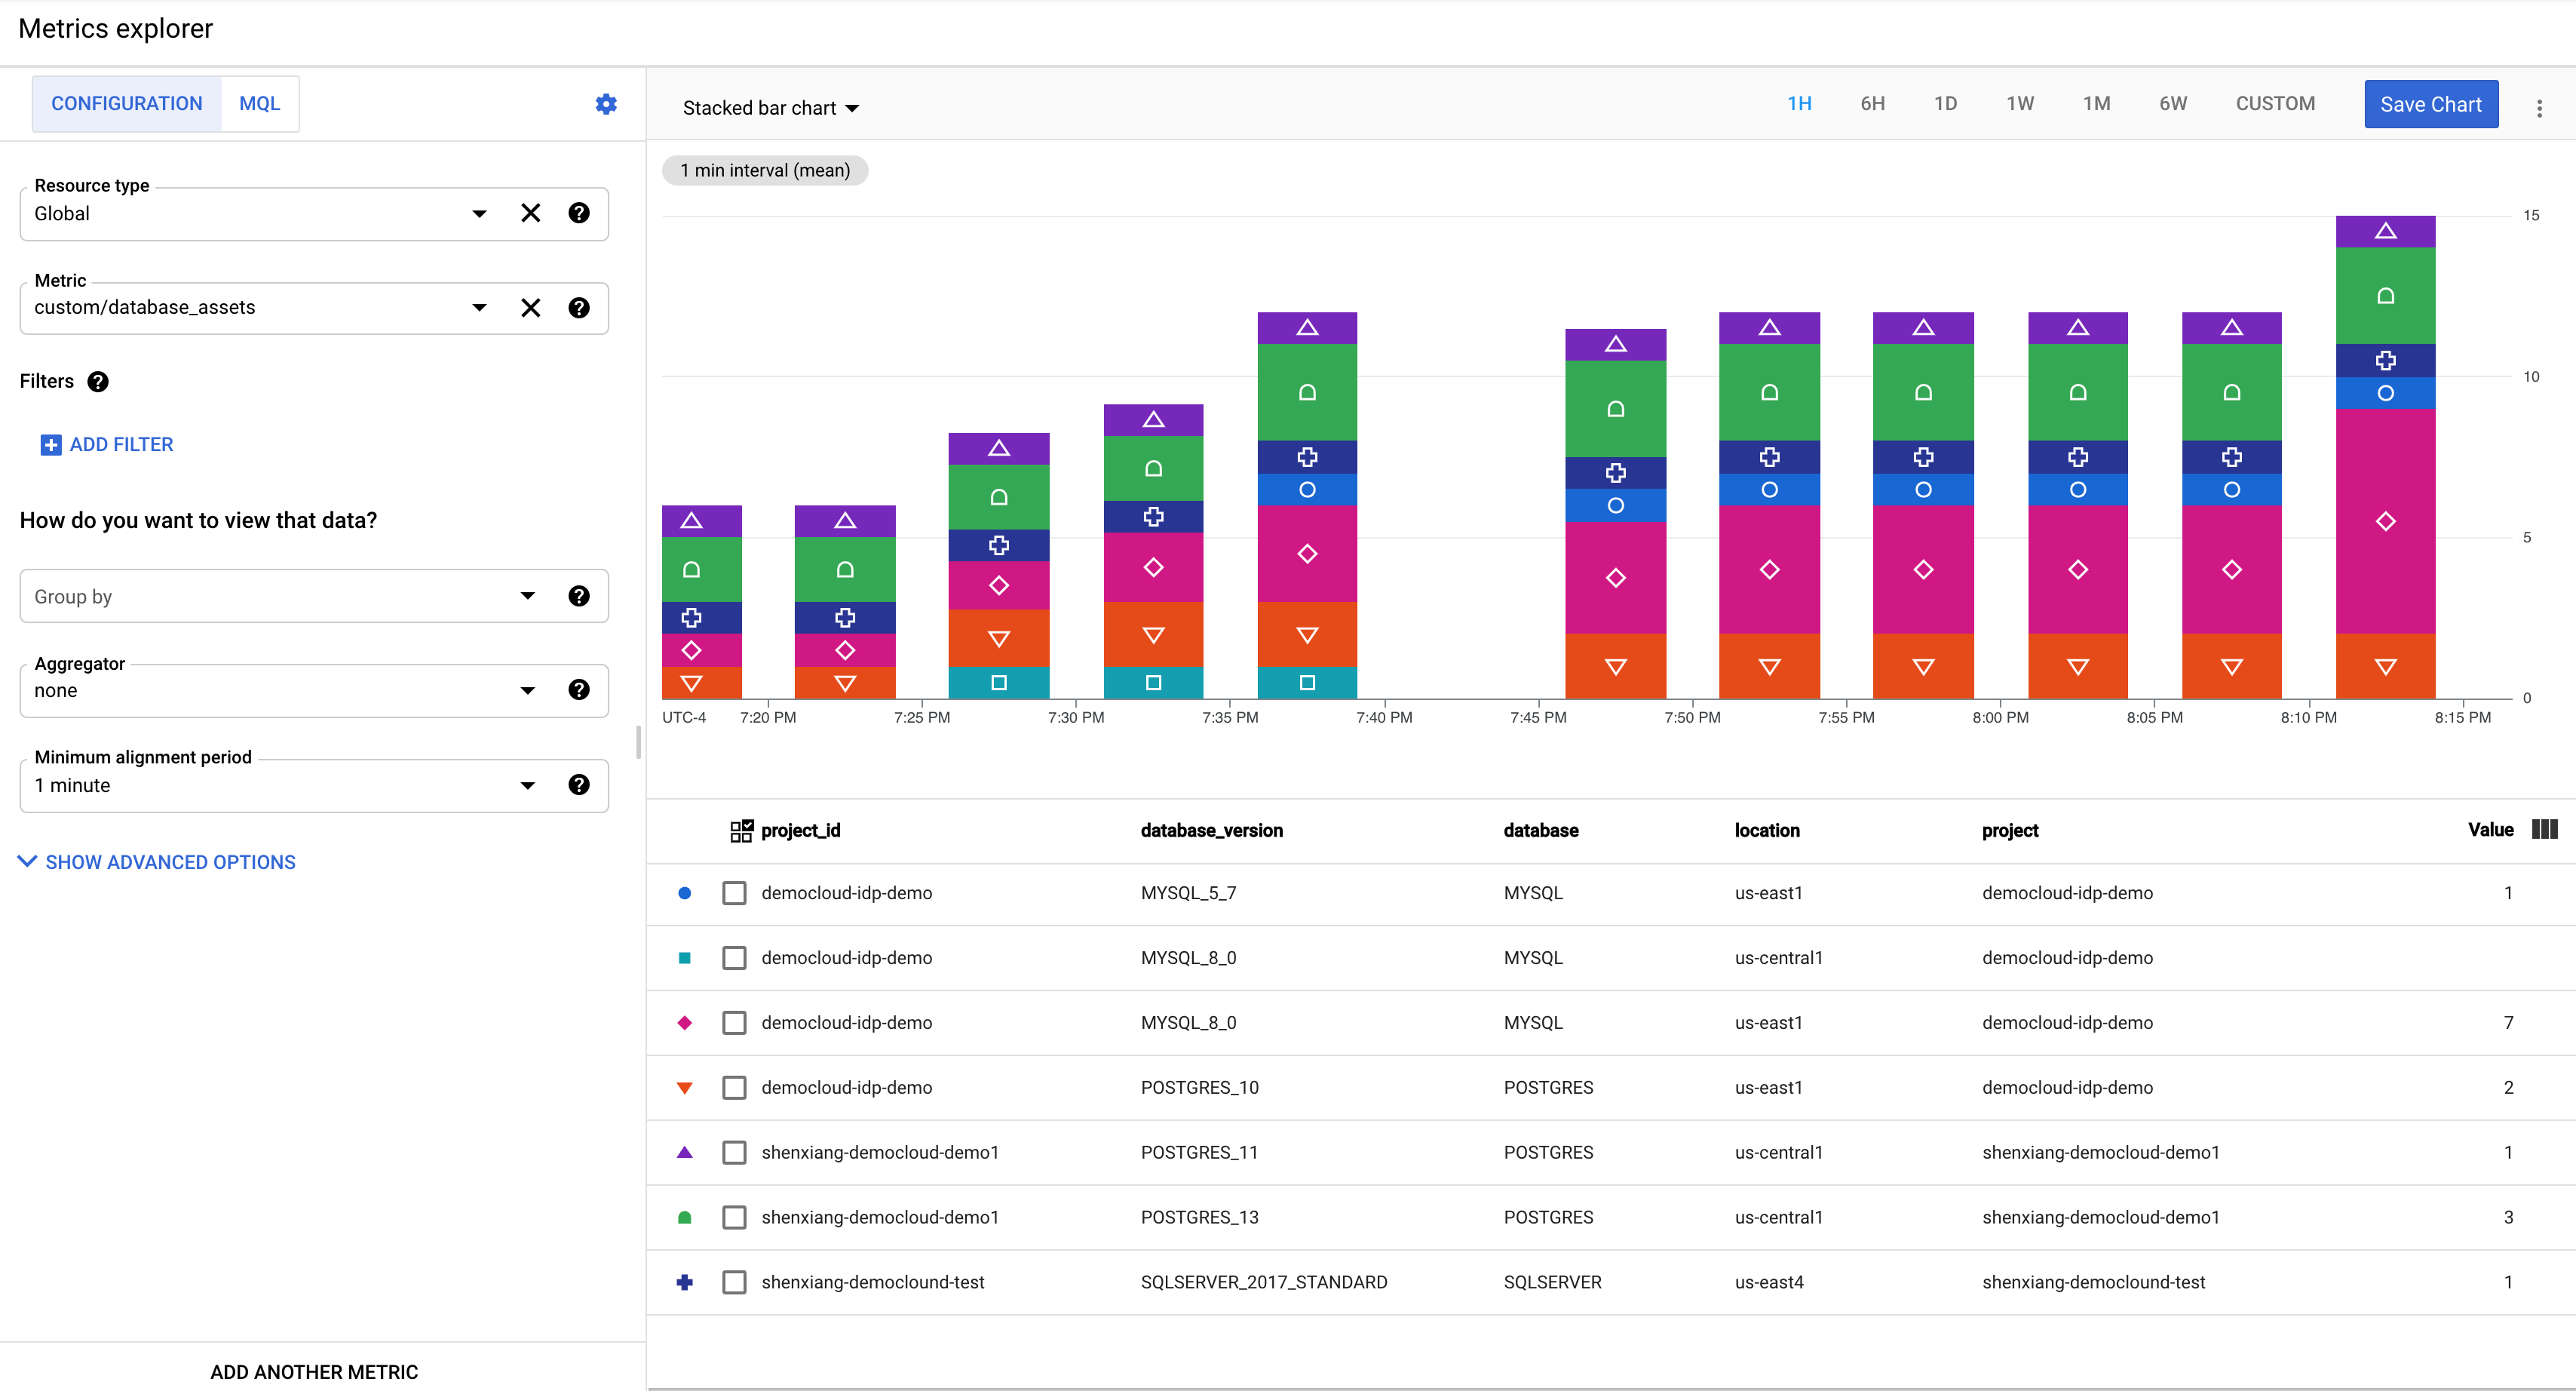 Metrics explorer
CONFIGURATION MQL
Resource type
Global
Metric
custom/database_assets
Filters
ADD FILTER
How do you want to view that data?
Group by
Aggregator
none
Minimum alignment period
1 minute
SHOW ADVANCED OPTIONS
ADD ANOTHER METRIC
Stacked bar chart 1H 6H 1D 1W 1M 6W CUSTOM Save Chart
1 min interval (mean)
15
10
5
0
UTC-4 7:20 PM 7:25 PM 7:30 PM 7:35 PM 7:40 PM 7:45 PM 7:50 PM 7:55 PM 8:00 PM 8:05 PM 8:10 PM 8:15 PM
project_id database_version database location project Value
democloud-idp-demo MYSQL_5_7 MYSQL us-east1 democloud-idp-demo 1
democloud-idp-demo MYSQL_8_0 MYSQL us-central1 democloud-idp-demo
democloud-idp-demo MYSQL_8_0 MYSQL us-east1 democloud-idp-demo 7
democloud-idp-demo POSTGRES_10 POSTGRES us-east1 democloud-idp-demo 2
shenxiang-democloud-demo1 POSTGRES_11 POSTGRES us-central1 shenxiang-democloud-demo1 1
shenxiang-democloud-demo1 POSTGRES_13 POSTGRES us-central1 shenxiang-democloud-demo1 3
shenxiang-democlound-test SQLSERVER_2017_STANDARD SQLSERVER us-east4 shenxiang-democlound-test 1